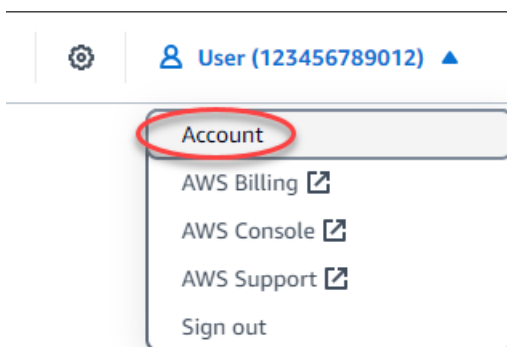 User (123456789012)
Account
AWS Billing
AWS Console
AWS Support
Sign out